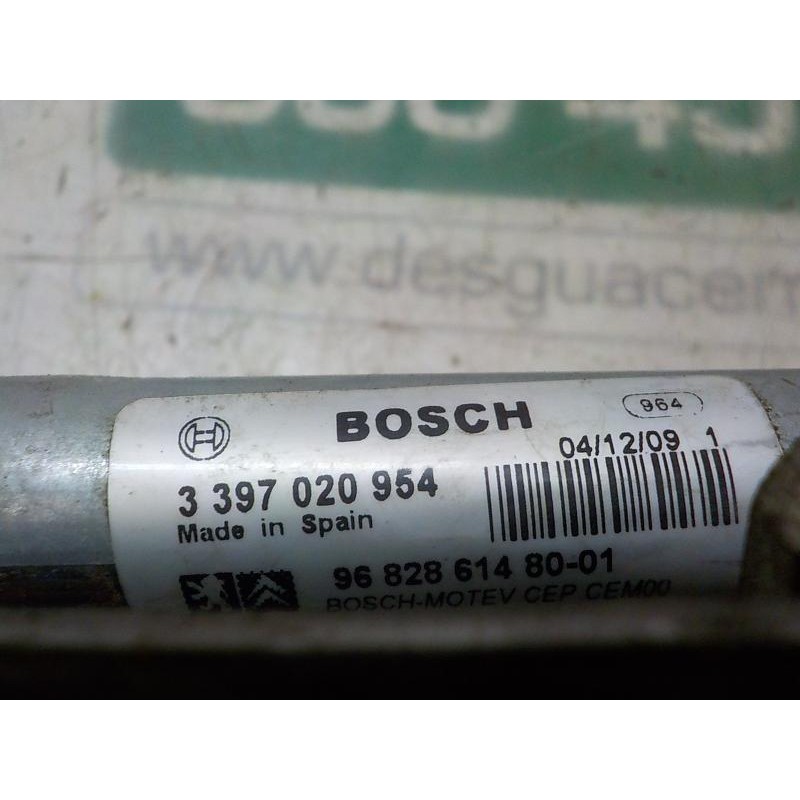 www.desguacem
BOSCH
964
04/12/09 1
3 397 020 954
Made in Spain
96 828 614 80-01
BOSCH-MOTEV CEP CEM00